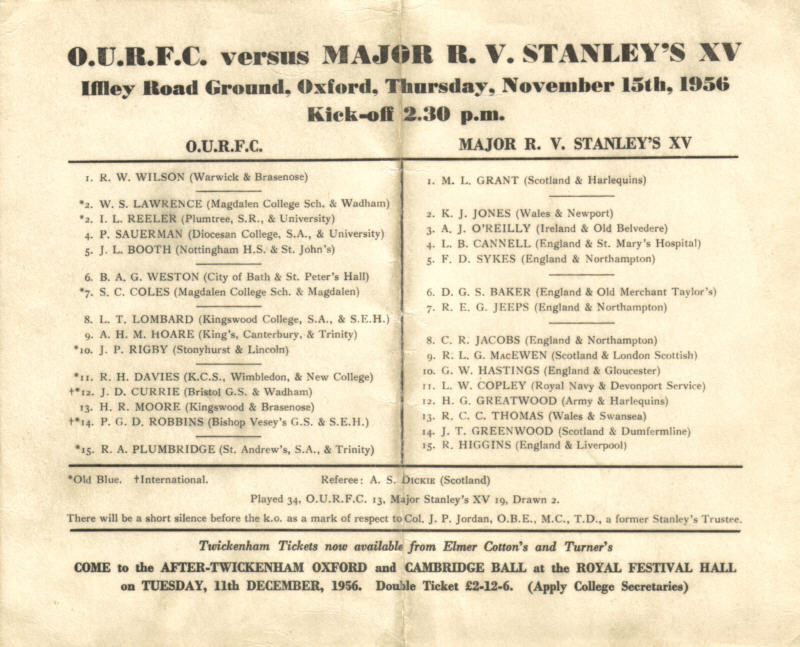 O.U.R.F.C. versus MAJOR R. V. STANLEY'S XV
Iffley Road Ground, Oxford, Thursday, November 15th, 1956
Kick-off 2.30 p.m.
O.U.R.F.C.
1. R. W. WILSON (Warwick & Brasenose)
*2. W. S. LAWRENCE (Magdalen College Sch. & Wadham)
*2. I. L. REELER (Plumtree, S.R., & University)
4. P. SAUERMAN (Diocesan College, S.A., & University)
5. J. L. BOOTH (Nottingham H.S. & St. John's)
6. B. A. G. WESTON (City of Bath & St. Peter's Hall)
*7. S. C. COLES (Magdalen College Sch. & Magdalen)
8. L. T. LOMBARD (Kingswood College, S.A., & S.E.H.)
9. A. H. M. HOARE (King's, Canterbury, & Trinity)
*10. J. P. RIGBY (Stonyhurst & Lincoln)
*11. R. H. DAVIES (K.C.S., Wimbledon, & New College)
†*12. J. D. CURRIE (Bristol G.S. & Wadham)
13. H. R. MOORE (Kingswood & Brasenose)
†*14. P. G. D. ROBBINS (Bishop Vesey's G.S. & S.E.H.)
*15. R. A. PLUMBRIDGE (St. Andrew's, S.A., & Trinity)
MAJOR R. V. STANLEY'S XV
1. M. L. GRANT (Scotland & Harlequins)
2. K. J. JONES (Wales & Newport)
3. A. J. O'REILLY (Ireland & Old Belvedere)
4. L. B. CANNELL (England & St. Mary's Hospital)
5. F. D. SYKES (England & Northampton)
6. D. G. S. BAKER (England & Old Merchant Taylor's)
7. R. E. G. JEEPS (England & Northampton)
8. C. R. JACOBS (England & Northampton)
9. R. L. G. MacEWEN (Scotland & London Scottish)
10. G. W. HASTINGS (England & Gloucester)
11. L. W. COPLEY (Royal Navy & Devonport Service)
12. H. G. GREATWOOD (Army & Harlequins)
13. R. C. C. THOMAS (Wales & Swansea)
14. J. T. GREENWOOD (Scotland & Dumfermline)
15. R. HIGGINS (England & Liverpool)
*Old Blue. †International. Referee: A. S. DICKIE (Scotland)
Played 34, O.U.R.F.C. 13, Major Stanley's XV 19, Drawn 2.
There will be a short silence before the k.o. as a mark of respect to Col. J. P. Jordan, O.B.E., M.C., T.D., a former Stanley's Trustee.
Twickenham Tickets now available from Elmer Cotton's and Turner's
COME to the AFTER-TWICKENHAM OXFORD and CAMBRIDGE BALL at the ROYAL FESTIVAL HALL
on TUESDAY, 11th DECEMBER, 1956. Double Ticket £2-12-6. (Apply College Secretaries)